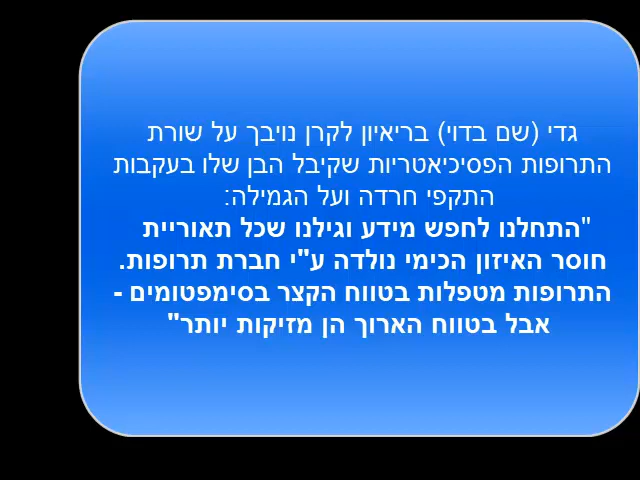 גדי (שם בדוי) בריאיון לקרן נויבך על שורת
התרופות הפסיכיאטריות שקיבל הבן שלו בעקבות
התקפי חרדה ועל הגמילה:
"התחלנו לחפש מידע וגילנו שכל תאוריית
חוסר האיזון הכימי נולדה ע"י חברת תרופות.
התרופות מטפלות בטווח הקצר בסימפטומים -
אבל בטווח הארוך הן מזיקות יותר"